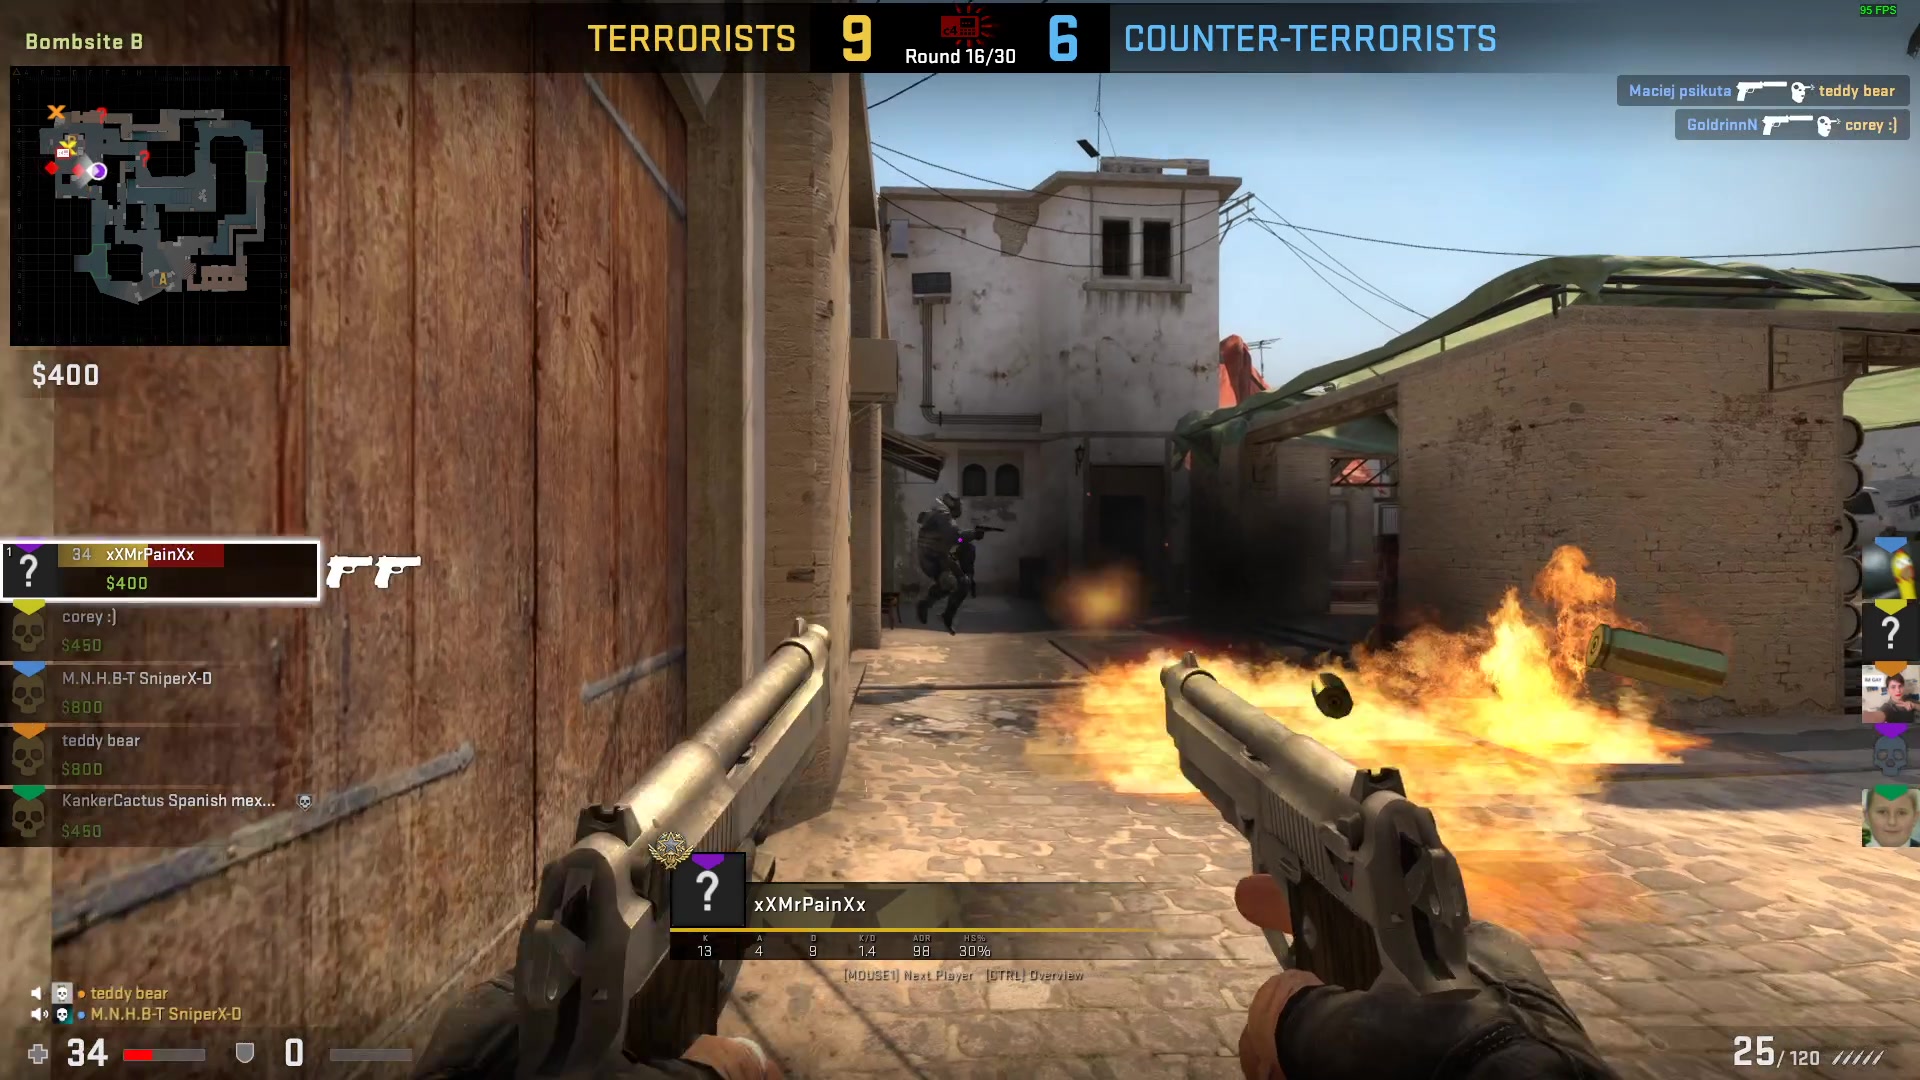 95 FPS
TERRORISTS 9 Round 16/30 6 COUNTER-TERRORISTS
Bombsite B
Maciej psikuta teddy bear
GoldrinnN corey :)
A
$400
1 ? 34 xXMrPainXx
$400
corey :)
$450
M.N.H.B-T SniperX-D
$800
teddy bear
$800
KankerCactus Spanish mex...
$450
?
? xXMrPainXx
K A D K/D ADR HS%
13 4 9 1.4 98 30%
[MOUSE1] Next Player [CTRL] Overview
teddy bear
M.N.H.B-T SniperX-D
34 0
25 / 120